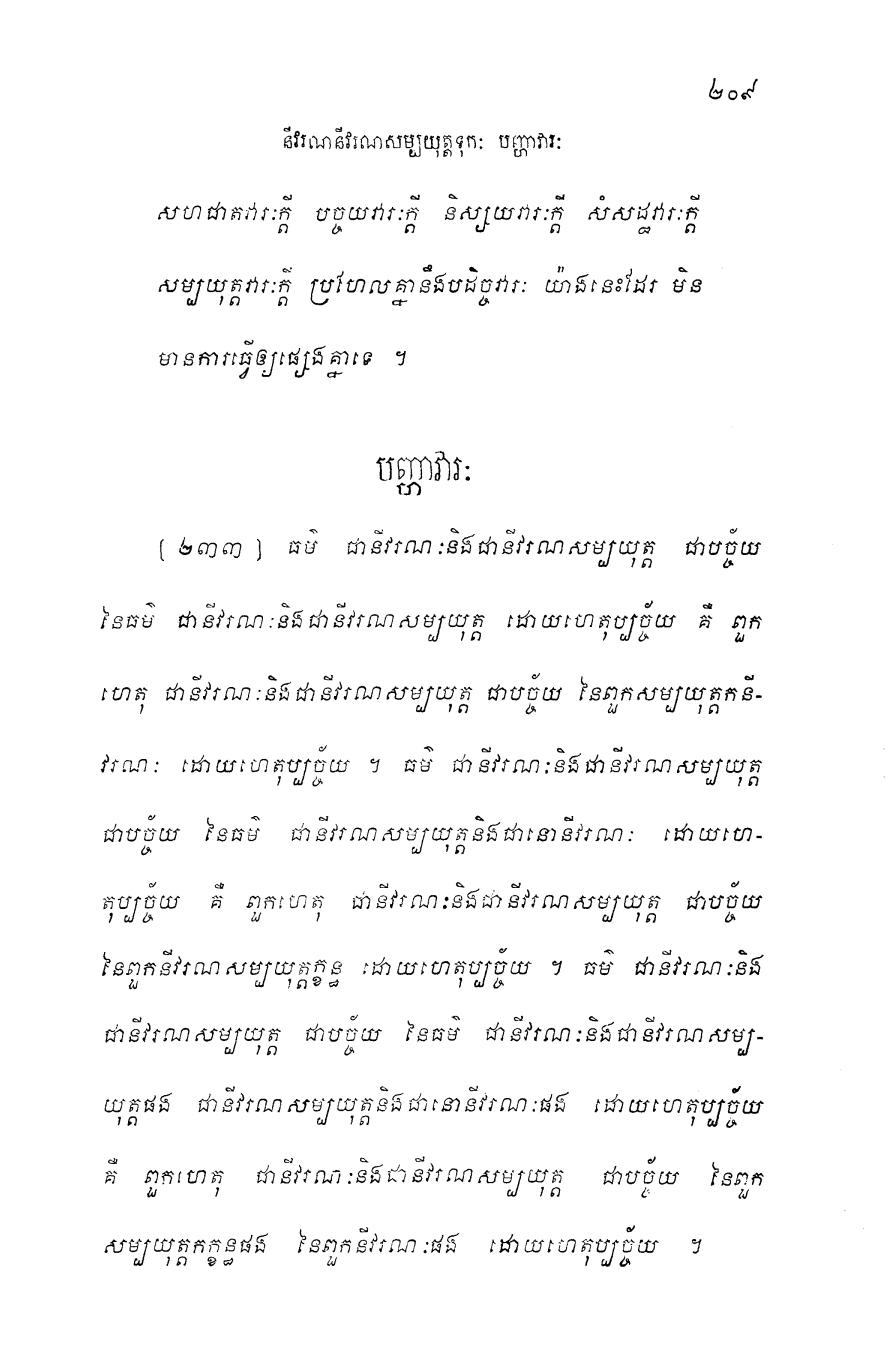 ២០៩
នីវរណនីវរណសម្បយុត្តទុកៈ បញ្ហាវារៈ
សហជាតវារៈក្តី បច្ចយវារៈក្តី និស្សយវារៈក្តី សំសដ្ឋវារៈក្តី
សម្បយុត្តវារៈក្តី ប្រហែលគ្នានឹងបដិច្ចវារៈ យ៉ាងនេះដែរ មិន
មានការធ្វើឲ្យផ្សេងគ្នាទេ ។
បញ្ហាវារៈ
(២៣៣) ធម៌ ជានីវរណៈនិងជានីវរណសម្បយុត្ត ជាបច្ច័យ
នៃធម៌ ជានីវរណៈនិងជានីវរណសម្បយុត្ត ដោយហេតុប្បច្ច័យ គឺ ពួក
ហេតុ ជានីវរណៈនិងជានីវរណសម្បយុត្ត ជាបច្ច័យ នៃពួកសម្បយុត្តកនី-
វរណៈ ដោយហេតុប្បច្ច័យ ។ ធម៌ ជានីវរណៈនិងជានីវរណសម្បយុត្ត
ជាបច្ច័យ នៃធម៌ ជានីវរណសម្បយុត្តនិងជានោនីវរណៈ ដោយហេ-
តុប្បច្ច័យ គឺ ពួកហេតុ ជានីវរណៈនិងជានីវរណសម្បយុត្ត ជាបច្ច័យ
នៃពួកនីវរណសម្បយុត្តក្ខន្ធ ដោយហេតុប្បច្ច័យ ។ ធម៌ ជានីវរណៈនិង
ជានីវរណសម្បយុត្ត ជាបច្ច័យ នៃធម៌ ជានីវរណៈនិងជានីវរណសម្ប-
យុត្តផង ជានីវរណសម្បយុត្តនិងជានោនីវរណៈផង ដោយហេតុប្បច្ច័យ
គឺ ពួកហេតុ ជានីវរណៈនិងជានីវរណសម្បយុត្ត ជាបច្ច័យ នៃពួក
សម្បយុត្តកក្ខន្ធផង នៃពួកនីវរណៈផង ដោយហេតុប្បច្ច័យ ។